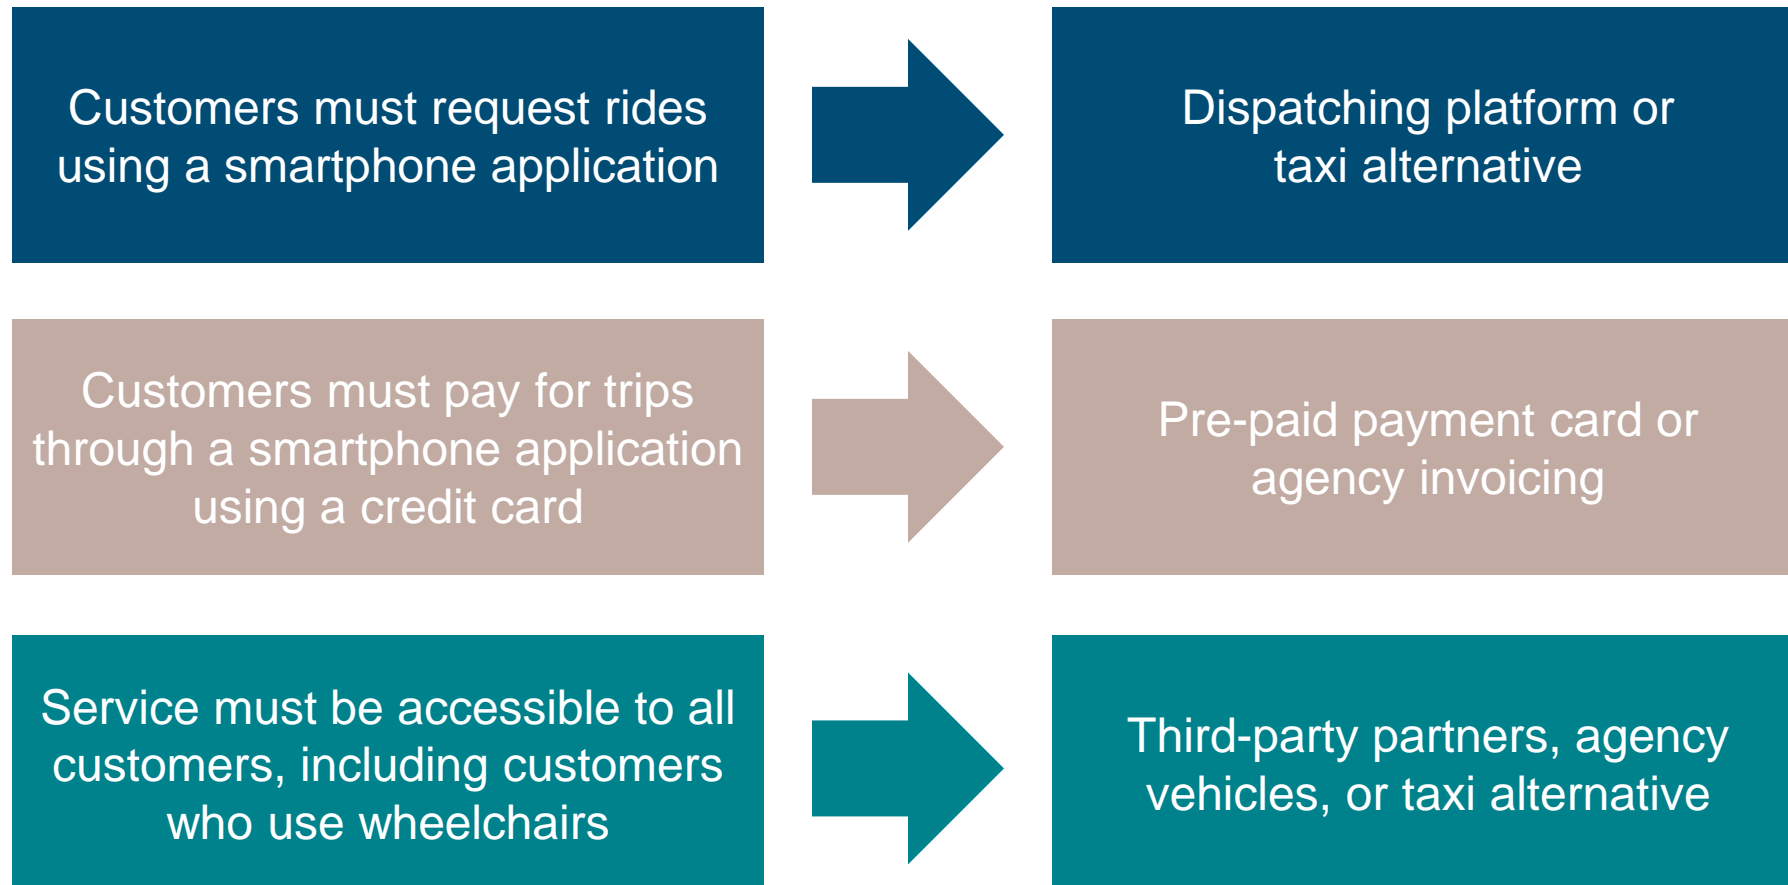 Customers must request rides
using a smartphone application
Dispatching platform or
taxi alternative
Customers must pay for trips
through a smartphone application
using a credit card
Pre-paid payment card or
agency invoicing
Service must be accessible to all
customers, including customers
who use wheelchairs
Third-party partners, agency
vehicles, or taxi alternative